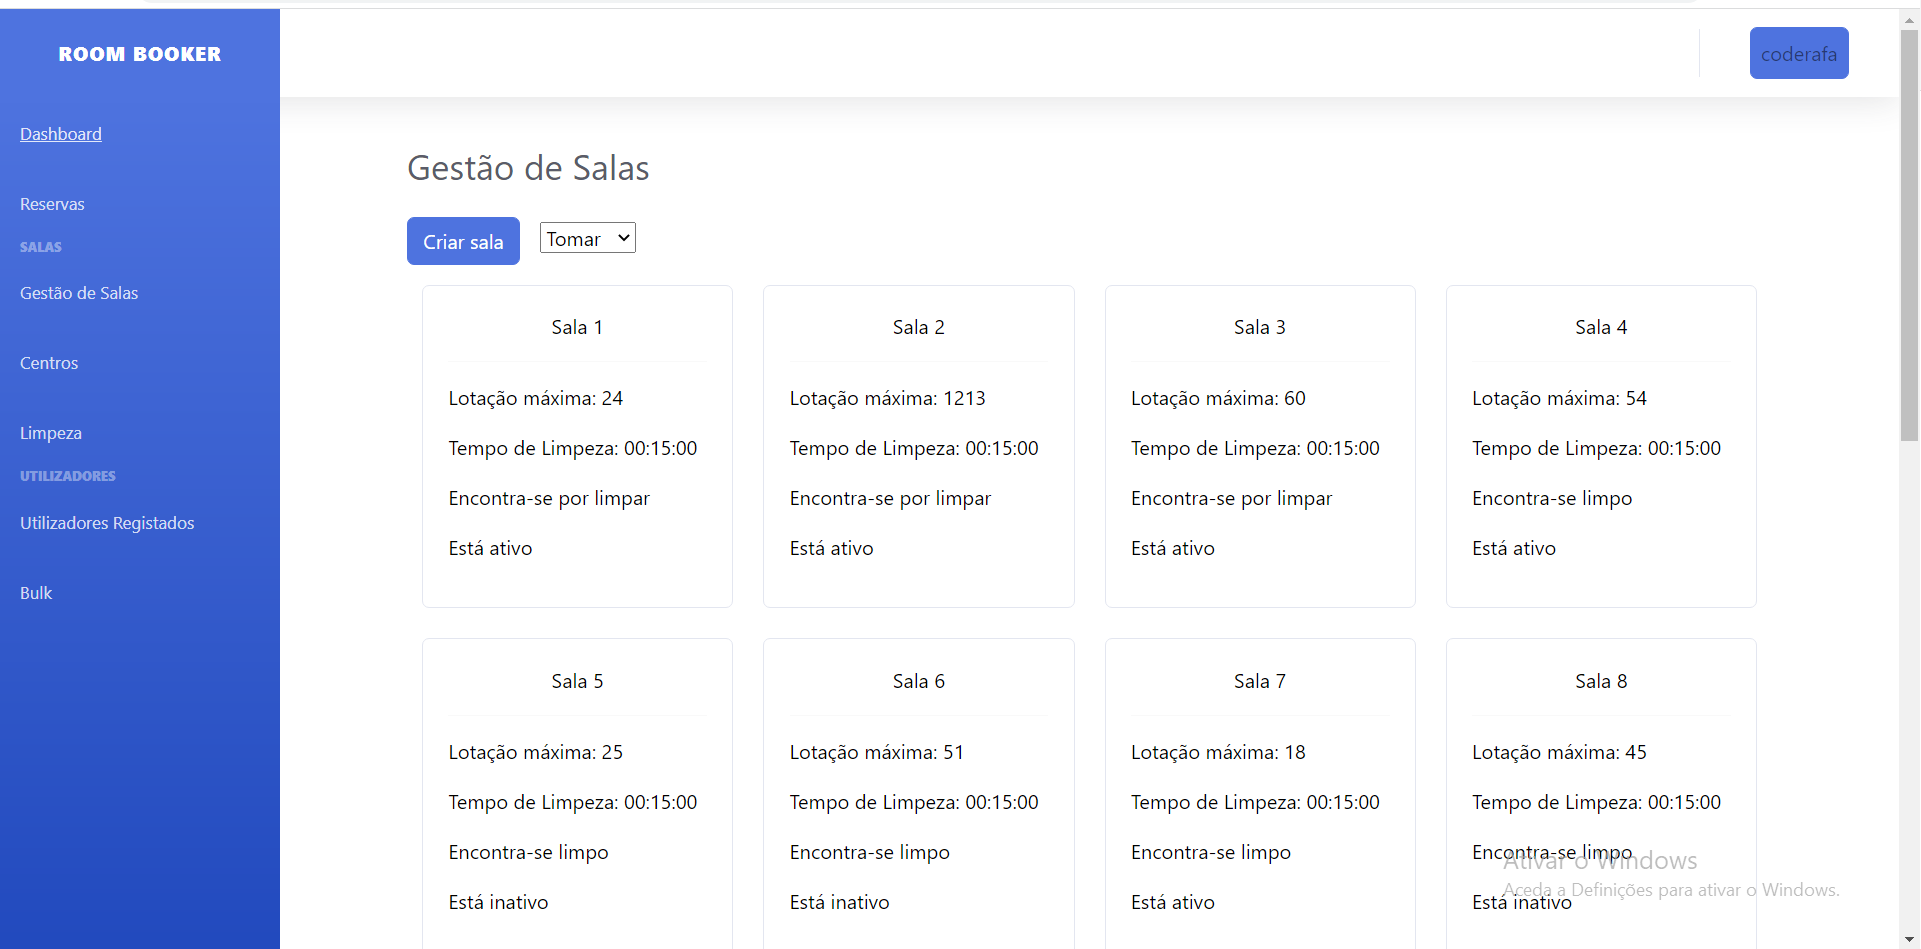 ROOM BOOKER
coderafa
Dashboard
Reservas
SALAS
Gestão de Salas
Centros
Limpeza
UTILIZADORES
Utilizadores Registados
Bulk
Gestão de Salas
Criar sala
Tomar
Sala 1
Lotação máxima: 24
Tempo de Limpeza: 00:15:00
Encontra-se por limpar
Está ativo
Sala 2
Lotação máxima: 1213
Tempo de Limpeza: 00:15:00
Encontra-se por limpar
Está ativo
Sala 3
Lotação máxima: 60
Tempo de Limpeza: 00:15:00
Encontra-se por limpar
Está ativo
Sala 4
Lotação máxima: 54
Tempo de Limpeza: 00:15:00
Encontra-se limpo
Está ativo
Sala 5
Lotação máxima: 25
Tempo de Limpeza: 00:15:00
Encontra-se limpo
Está inativo
Sala 6
Lotação máxima: 51
Tempo de Limpeza: 00:15:00
Encontra-se limpo
Está inativo
Sala 7
Lotação máxima: 18
Tempo de Limpeza: 00:15:00
Encontra-se limpo
Está ativo
Sala 8
Lotação máxima: 45
Tempo de Limpeza: 00:15:00
Encontra-se limpo
Está inativo
Ativar o Windows
Aceda a Definições para ativar o Windows.